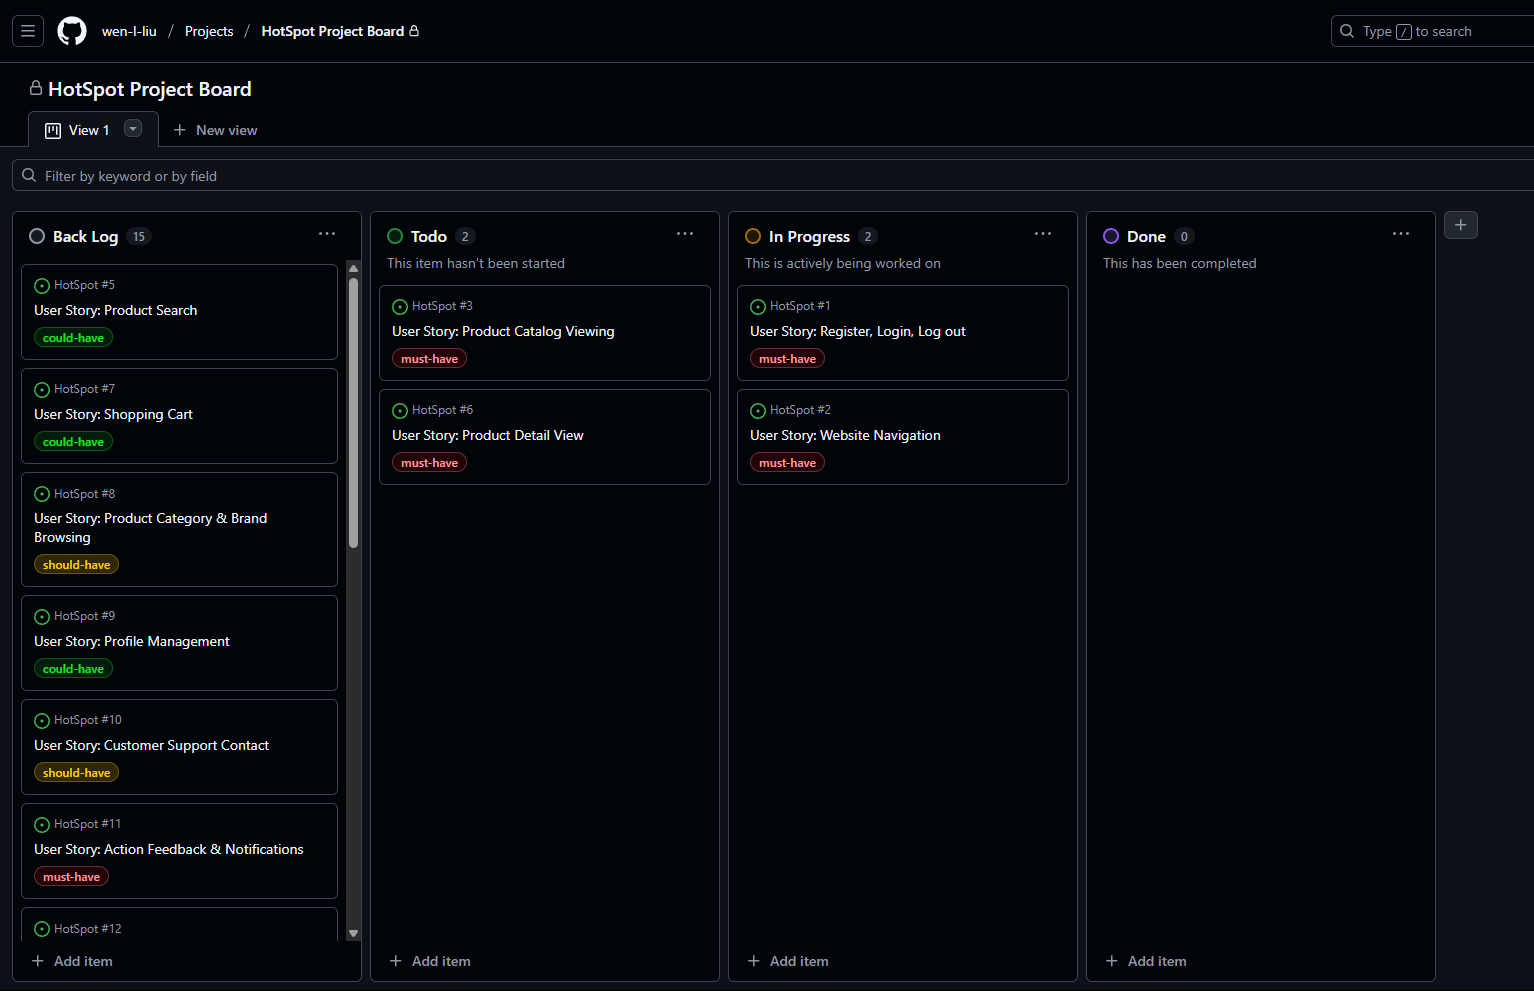 wen-l-liu / Projects / HotSpot Project Board
Type / to search
HotSpot Project Board
View 1
New view
Filter by keyword or by field
Back Log 15
HotSpot #5
User Story: Product Search
could-have
HotSpot #7
User Story: Shopping Cart
could-have
HotSpot #8
User Story: Product Category & Brand
Browsing
should-have
HotSpot #9
User Story: Profile Management
could-have
HotSpot #10
User Story: Customer Support Contact
should-have
HotSpot #11
User Story: Action Feedback & Notifications
must-have
HotSpot #12
Add item
Todo 2
This item hasn't been started
HotSpot #3
User Story: Product Catalog Viewing
must-have
HotSpot #6
User Story: Product Detail View
must-have
Add item
In Progress 2
This is actively being worked on
HotSpot #1
User Story: Register, Login, Log out
must-have
HotSpot #2
User Story: Website Navigation
must-have
Add item
Done 0
This has been completed
Add item